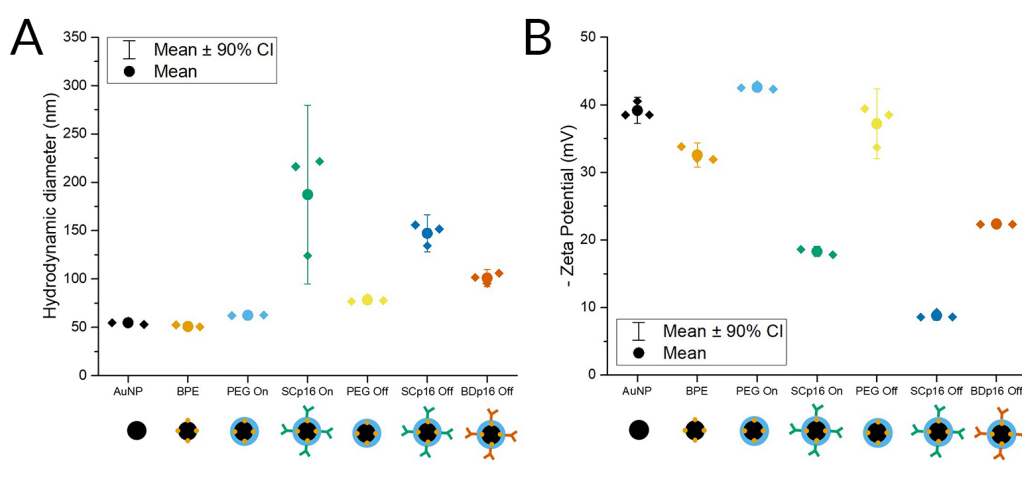 A
Hydrodynamic diameter (nm)
350
300
250
200
150
100
50
0
Mean ± 90% CI
Mean
AuNP BPE PEG On SCp16 On PEG Off SCp16 Off BDp16 Off
B
- Zeta Potential (mV)
50
40
30
20
10
0
Mean ± 90% CI
Mean
AuNP BPE PEG On SCp16 On PEG Off SCp16 Off BDp16 Off